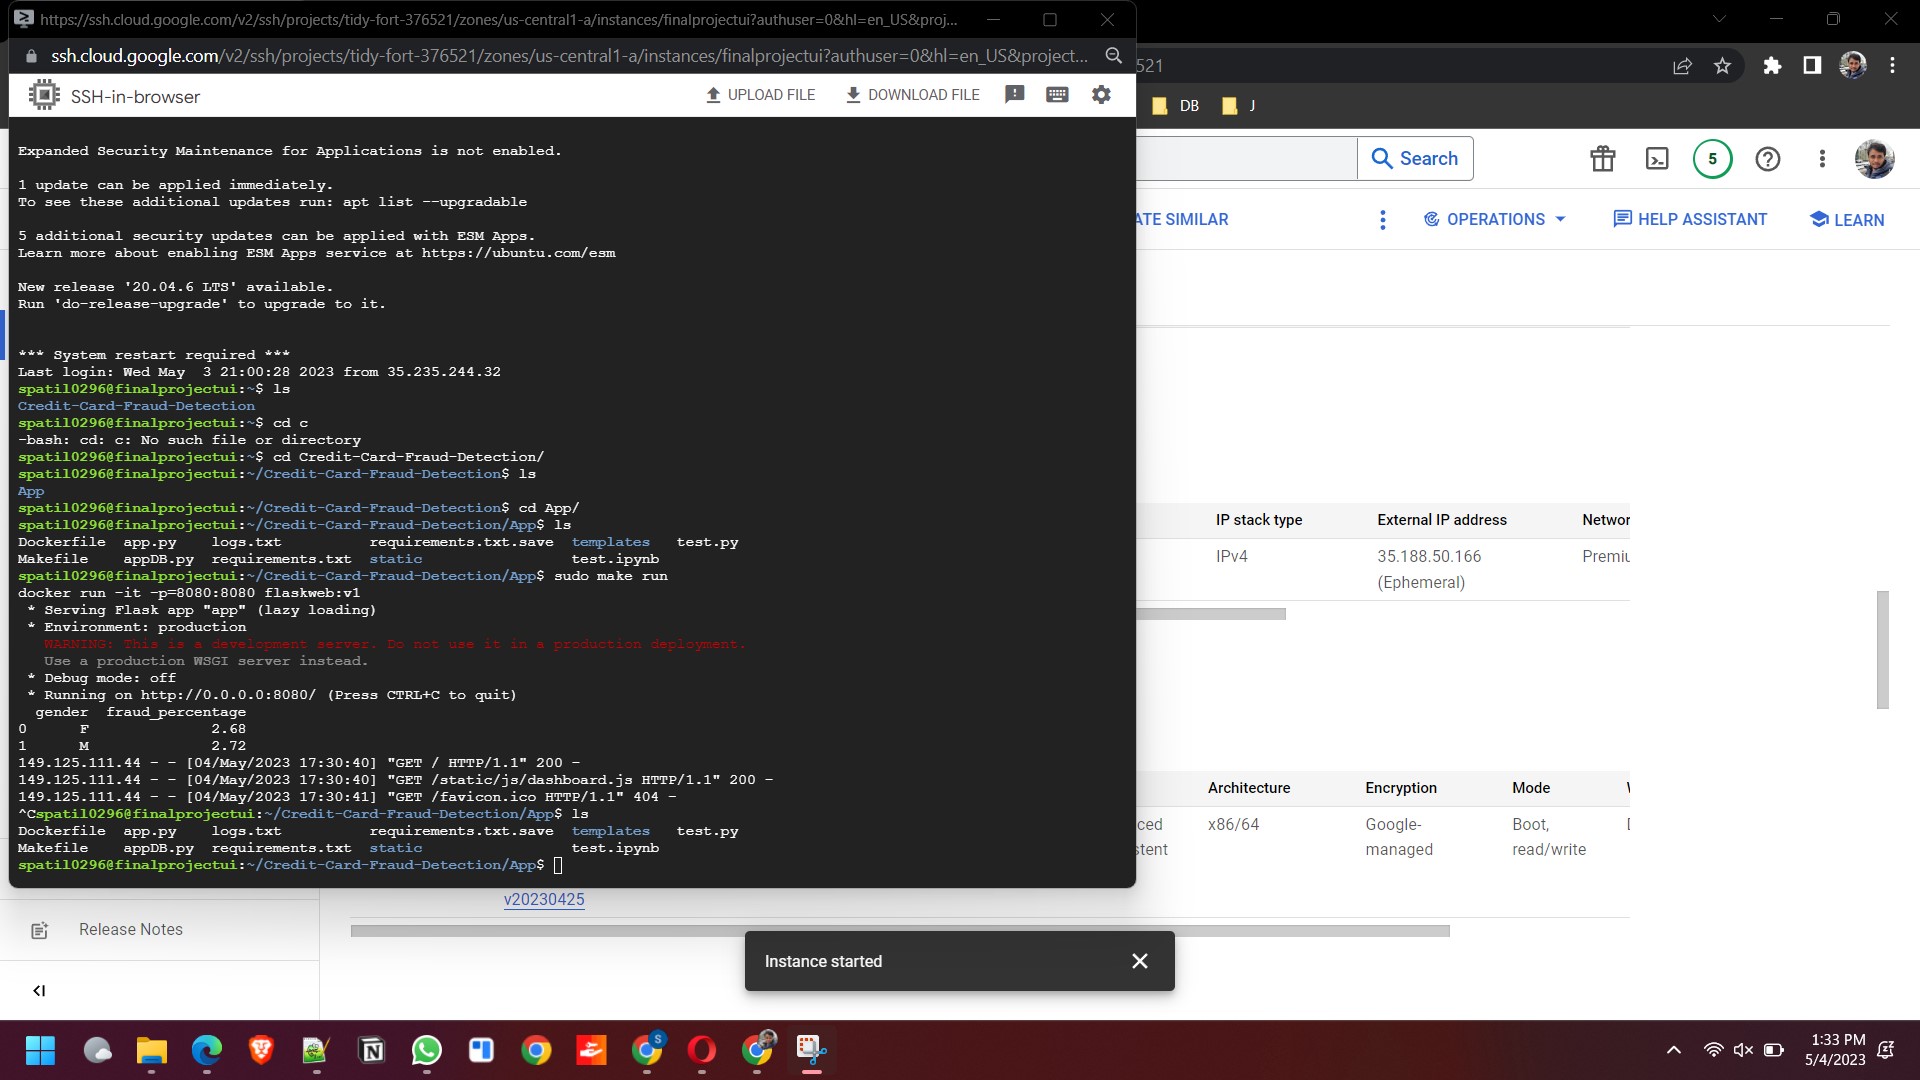 https://ssh.cloud.google.com/v2/ssh/projects/tidy-fort-376521/zones/us-central1-a/instances/finalprojectui?authuser=0&hl=en_US&proj...
ssh.cloud.google.com/v2/ssh/projects/tidy-fort-376521/zones/us-central1-a/instances/finalprojectui?authuser=0&hl=en_US&project...
521
SSH-in-browser
UPLOAD FILE
DOWNLOAD FILE
DB
J
Search
5
ATE SIMILAR
OPERATIONS
HELP ASSISTANT
LEARN
Expanded Security Maintenance for Applications is not enabled.
1 update can be applied immediately.
To see these additional updates run: apt list --upgradable
5 additional security updates can be applied with ESM Apps.
Learn more about enabling ESM Apps service at https://ubuntu.com/esm
New release '20.04.6 LTS' available.
Run 'do-release-upgrade' to upgrade to it.
*** System restart required ***
Last login: Wed May  3 21:00:28 2023 from 35.235.244.32
spatil0296@finalprojectui:~$ ls
Credit-Card-Fraud-Detection
spatil0296@finalprojectui:~$ cd c
-bash: cd: c: No such file or directory
spatil0296@finalprojectui:~$ cd Credit-Card-Fraud-Detection/
spatil0296@finalprojectui:~/Credit-Card-Fraud-Detection$ ls
App
spatil0296@finalprojectui:~/Credit-Card-Fraud-Detection$ cd App/
spatil0296@finalprojectui:~/Credit-Card-Fraud-Detection/App$ ls
Dockerfile  app.py    logs.txt          requirements.txt.save  templates   test.py
Makefile    appDB.py  requirements.txt  static                 test.ipynb
spatil0296@finalprojectui:~/Credit-Card-Fraud-Detection/App$ sudo make run
docker run -it -p=8080:8080 flaskweb:v1
* Serving Flask app "app" (lazy loading)
* Environment: production
WARNING: This is a development server. Do not use it in a production deployment.
Use a production WSGI server instead.
* Debug mode: off
* Running on http://0.0.0.0:8080/ (Press CTRL+C to quit)
gender  fraud_percentage
0      F              2.68
1      M              2.72
149.125.111.44 - - [04/May/2023 17:30:40] "GET / HTTP/1.1" 200 -
149.125.111.44 - - [04/May/2023 17:30:40] "GET /static/js/dashboard.js HTTP/1.1" 200 -
149.125.111.44 - - [04/May/2023 17:30:41] "GET /favicon.ico HTTP/1.1" 404 -
^Cspatil0296@finalprojectui:~/Credit-Card-Fraud-Detection/App$ ls
Dockerfile  app.py    logs.txt          requirements.txt.save  templates   test.py
Makefile    appDB.py  requirements.txt  static                 test.ipynb
spatil0296@finalprojectui:~/Credit-Card-Fraud-Detection/App$
IP stack type
External IP address
Networ
IPv4
35.188.50.166
(Ephemeral)
Premiu
Architecture
Encryption
Mode
ced
stent
x86/64
Google-
managed
Boot,
read/write
v20230425
Release Notes
Instance started
S
1:33 PM
5/4/2023